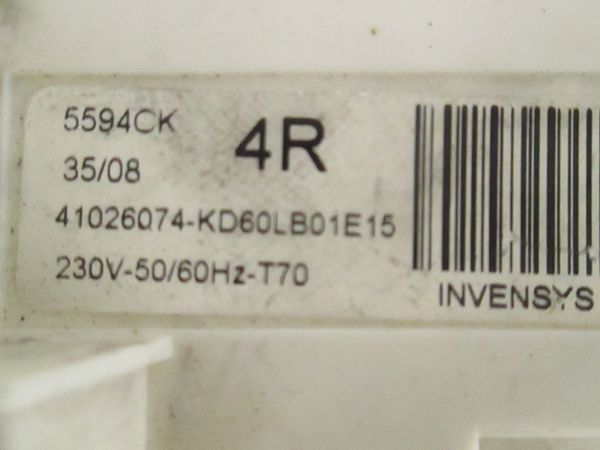 5594CK
4R
35/08
41026074-KD60LB01E15
230V-50/60Hz-T70
INVENSYS